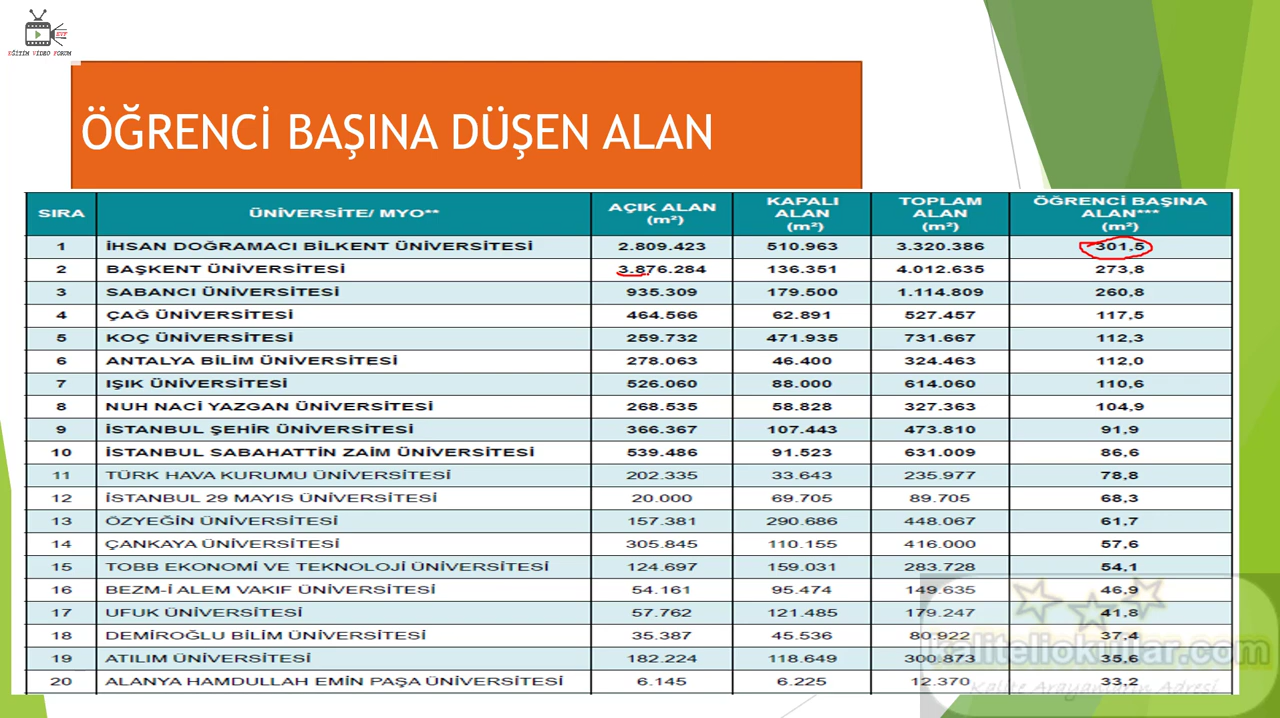 EVF
EĞİTİM VİDEO FORUM
ÖĞRENCİ BAŞINA DÜŞEN ALAN
SIRA ÜNİVERSİTE/ MYO** AÇIK ALAN (m²) KAPALI ALAN (m²) TOPLAM ALAN (m²) ÖĞRENCİ BAŞINA ALAN*** (m²)
1 İHSAN DOĞRAMACI BİLKENT ÜNİVERSİTESİ 2.809.423 510.963 3.320.386 301,5
2 BAŞKENT ÜNİVERSİTESİ 3.876.284 136.351 4.012.635 273,8
3 SABANCI ÜNİVERSİTESİ 935.309 179.500 1.114.809 260,8
4 ÇAĞ ÜNİVERSİTESİ 464.566 62.891 527.457 117,5
5 KOÇ ÜNİVERSİTESİ 259.732 471.935 731.667 112,3
6 ANTALYA BİLİM ÜNİVERSİTESİ 278.063 46.400 324.463 112,0
7 IŞIK ÜNİVERSİTESİ 526.060 88.000 614.060 110,6
8 NUH NACİ YAZGAN ÜNİVERSİTESİ 268.535 58.828 327.363 104,9
9 İSTANBUL ŞEHİR ÜNİVERSİTESİ 366.367 107.443 473.810 91,9
10 İSTANBUL SABAHATTİN ZAİM ÜNİVERSİTESİ 539.486 91.523 631.009 86,6
11 TÜRK HAVA KURUMU ÜNİVERSİTESİ 202.335 33.643 235.977 78,8
12 İSTANBUL 29 MAYIS ÜNİVERSİTESİ 20.000 69.705 89.705 68,3
13 ÖZYEĞİN ÜNİVERSİTESİ 157.381 290.686 448.067 61,7
14 ÇANKAYA ÜNİVERSİTESİ 305.845 110.155 416.000 57,6
15 TOBB EKONOMİ VE TEKNOLOJİ ÜNİVERSİTESİ 124.697 159.031 283.728 54,1
16 BEZM-İ ALEM VAKIF ÜNİVERSİTESİ 54.161 95.474 149.635 46,9
17 UFUK ÜNİVERSİTESİ 57.762 121.485 179.247 41,8
18 DEMİROĞLU BİLİM ÜNİVERSİTESİ 35.387 45.536 80.922 37,4
19 ATILIM ÜNİVERSİTESİ 182.224 118.649 300.873 35,6
20 ALANYA HAMDULLAH EMİN PAŞA ÜNİVERSİTESİ 6.145 6.225 12.370 33,2
kaliteliokullar.com
Kalite Arayanların Adresi